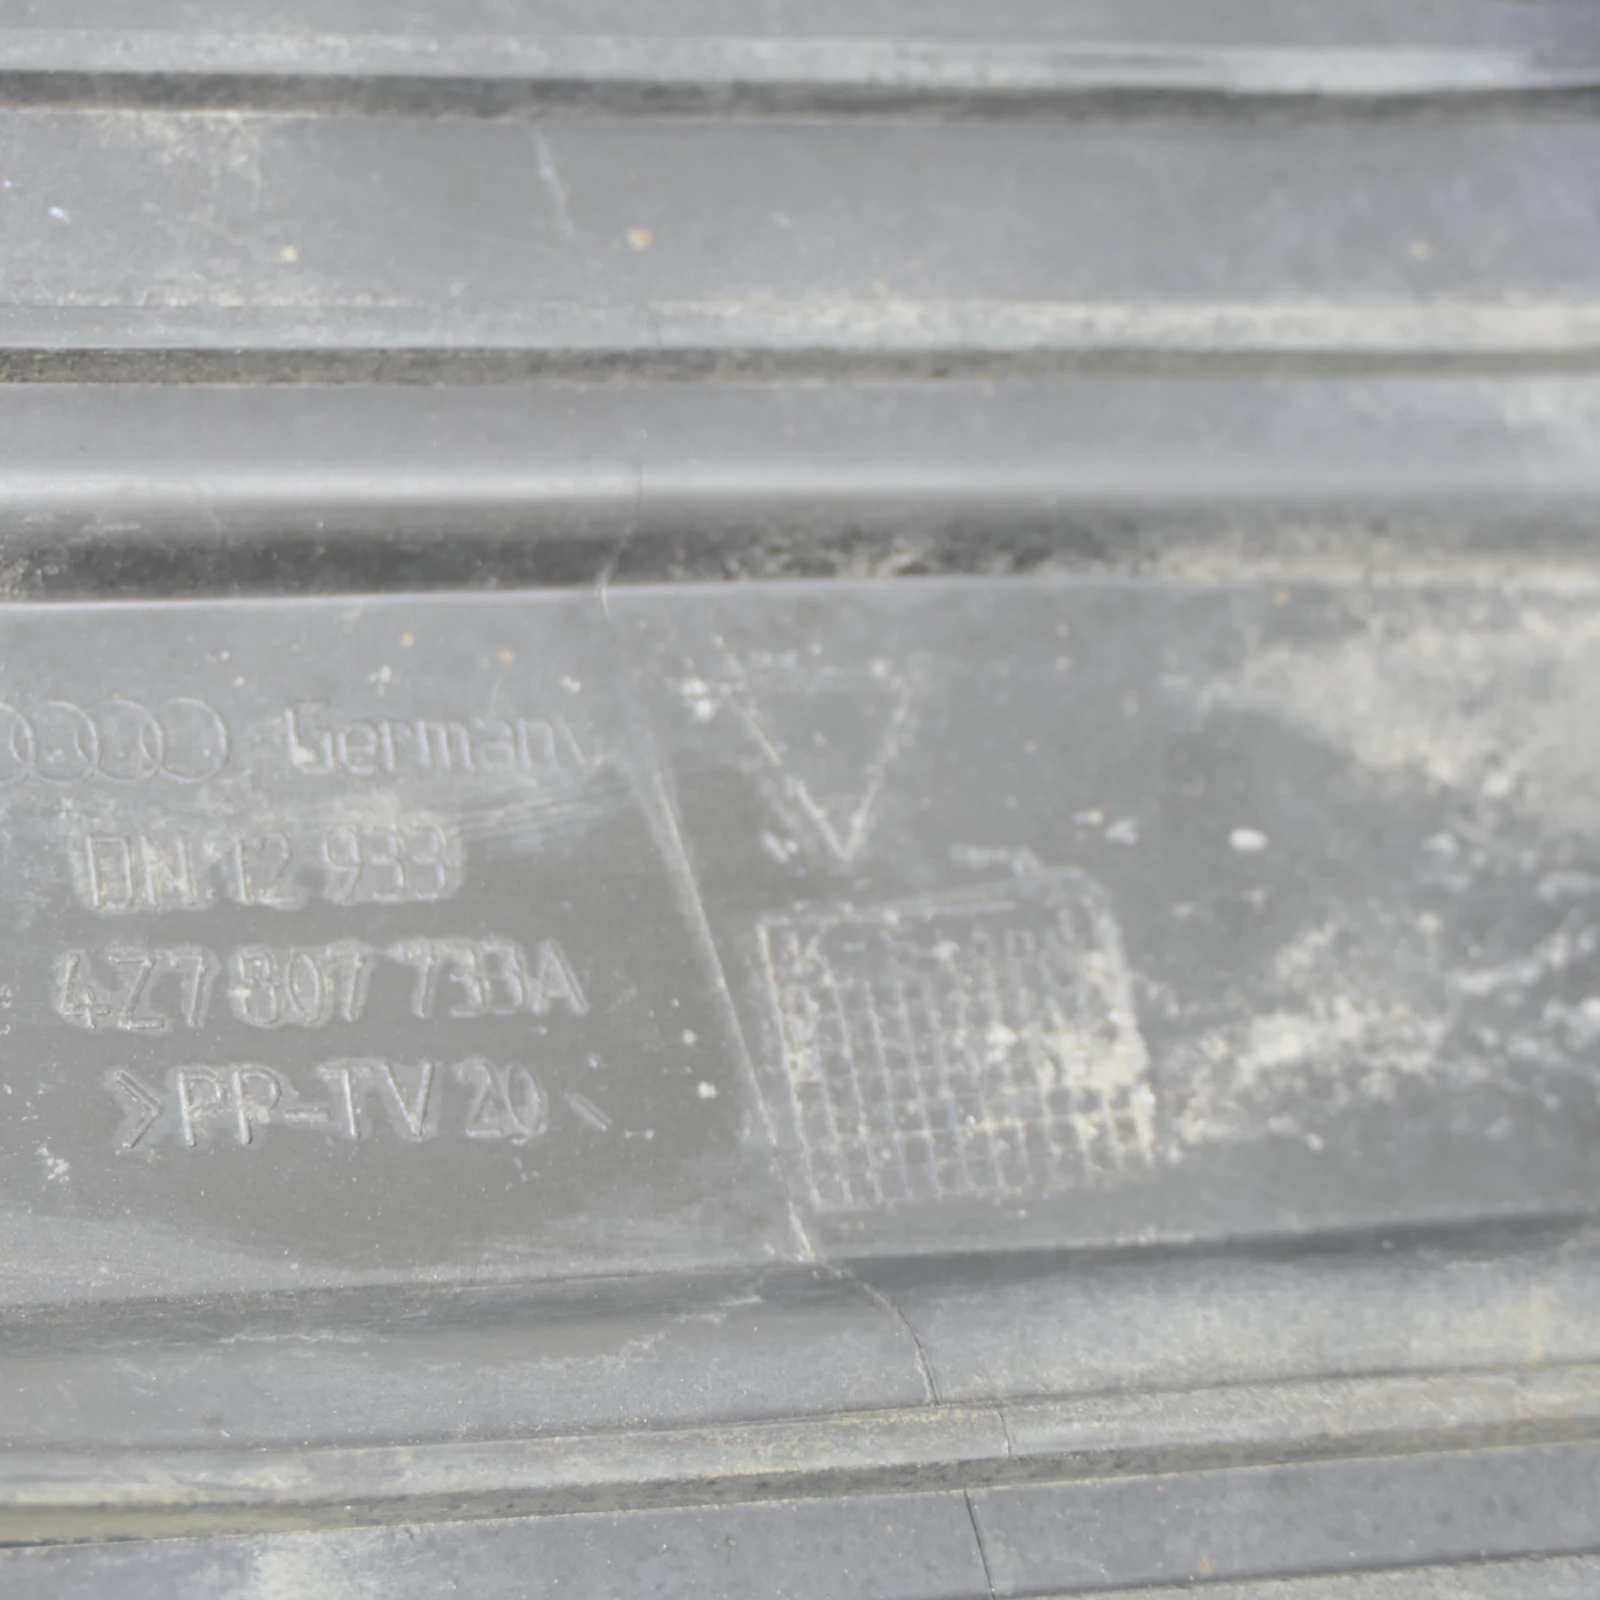 Germany
DN 12 933
4Z7 807 733A
>PP-TV 20<